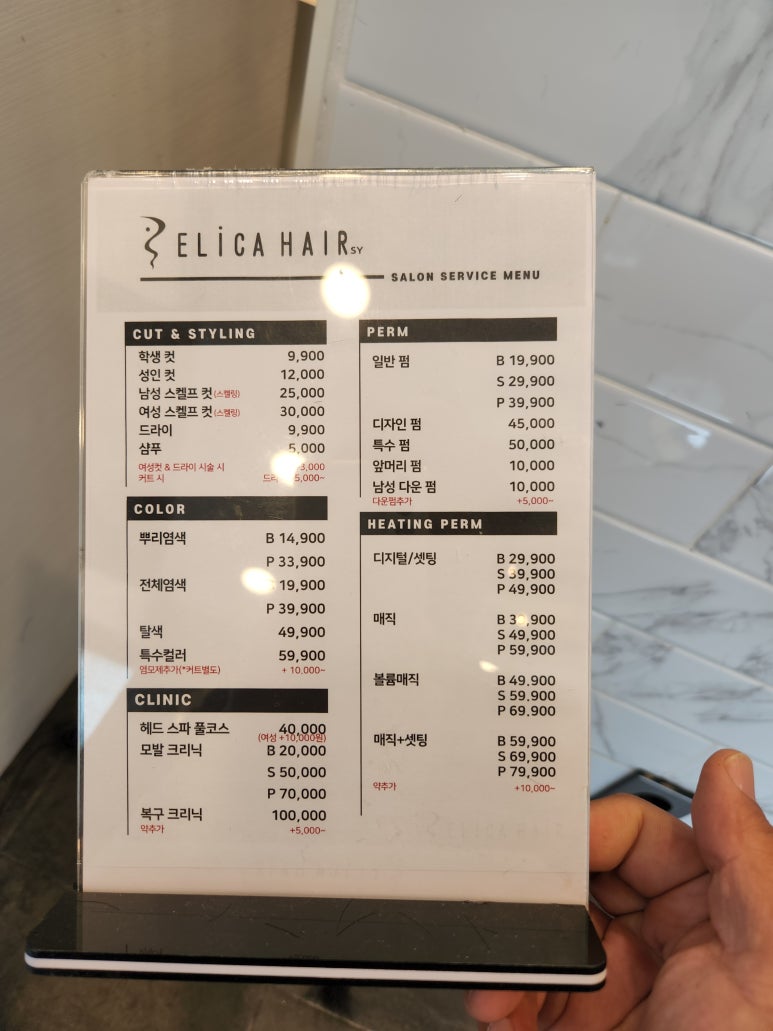 ELiCA HAIR SY
SALON SERVICE MENU
CUT & STYLING
학생 컷 9,900
성인 컷 12,000
남성 스켈프 컷 (스켈링) 25,000
여성 스켈프 컷 (스켈링) 30,000
드라이 9,900
샴푸 5,000
여성컷 & 드라이 시술 시
커트 시
COLOR
뿌리염색 B 14,900
P 33,900
전체염색 19,900
P 39,900
탈색 49,900
특수컬러 59,900
염모제추가(*커트별도) + 10,000~
CLINIC
헤드 스파 풀코스 40,000
(여성 +10,000원)
모발 크리닉 B 20,000
S 50,000
P 70,000
복구 크리닉 100,000
약추가 +5,000~
PERM
일반 펌 B 19,900
S 29,900
P 39,900
디자인 펌 45,000
특수 펌 50,000
앞머리 펌 10,000
남성 다운 펌 10,000
다운펌추가 +5,000~
HEATING PERM
디지털/셋팅 B 29,900
S 39,900
P 49,900
매직 B
S 49,900
P 59,900
볼륨매직 B 49.900
S 59.900
P 69.900
매직+셋팅 B 59,900
S 69,900
P 79,900
약추가 +10,000~